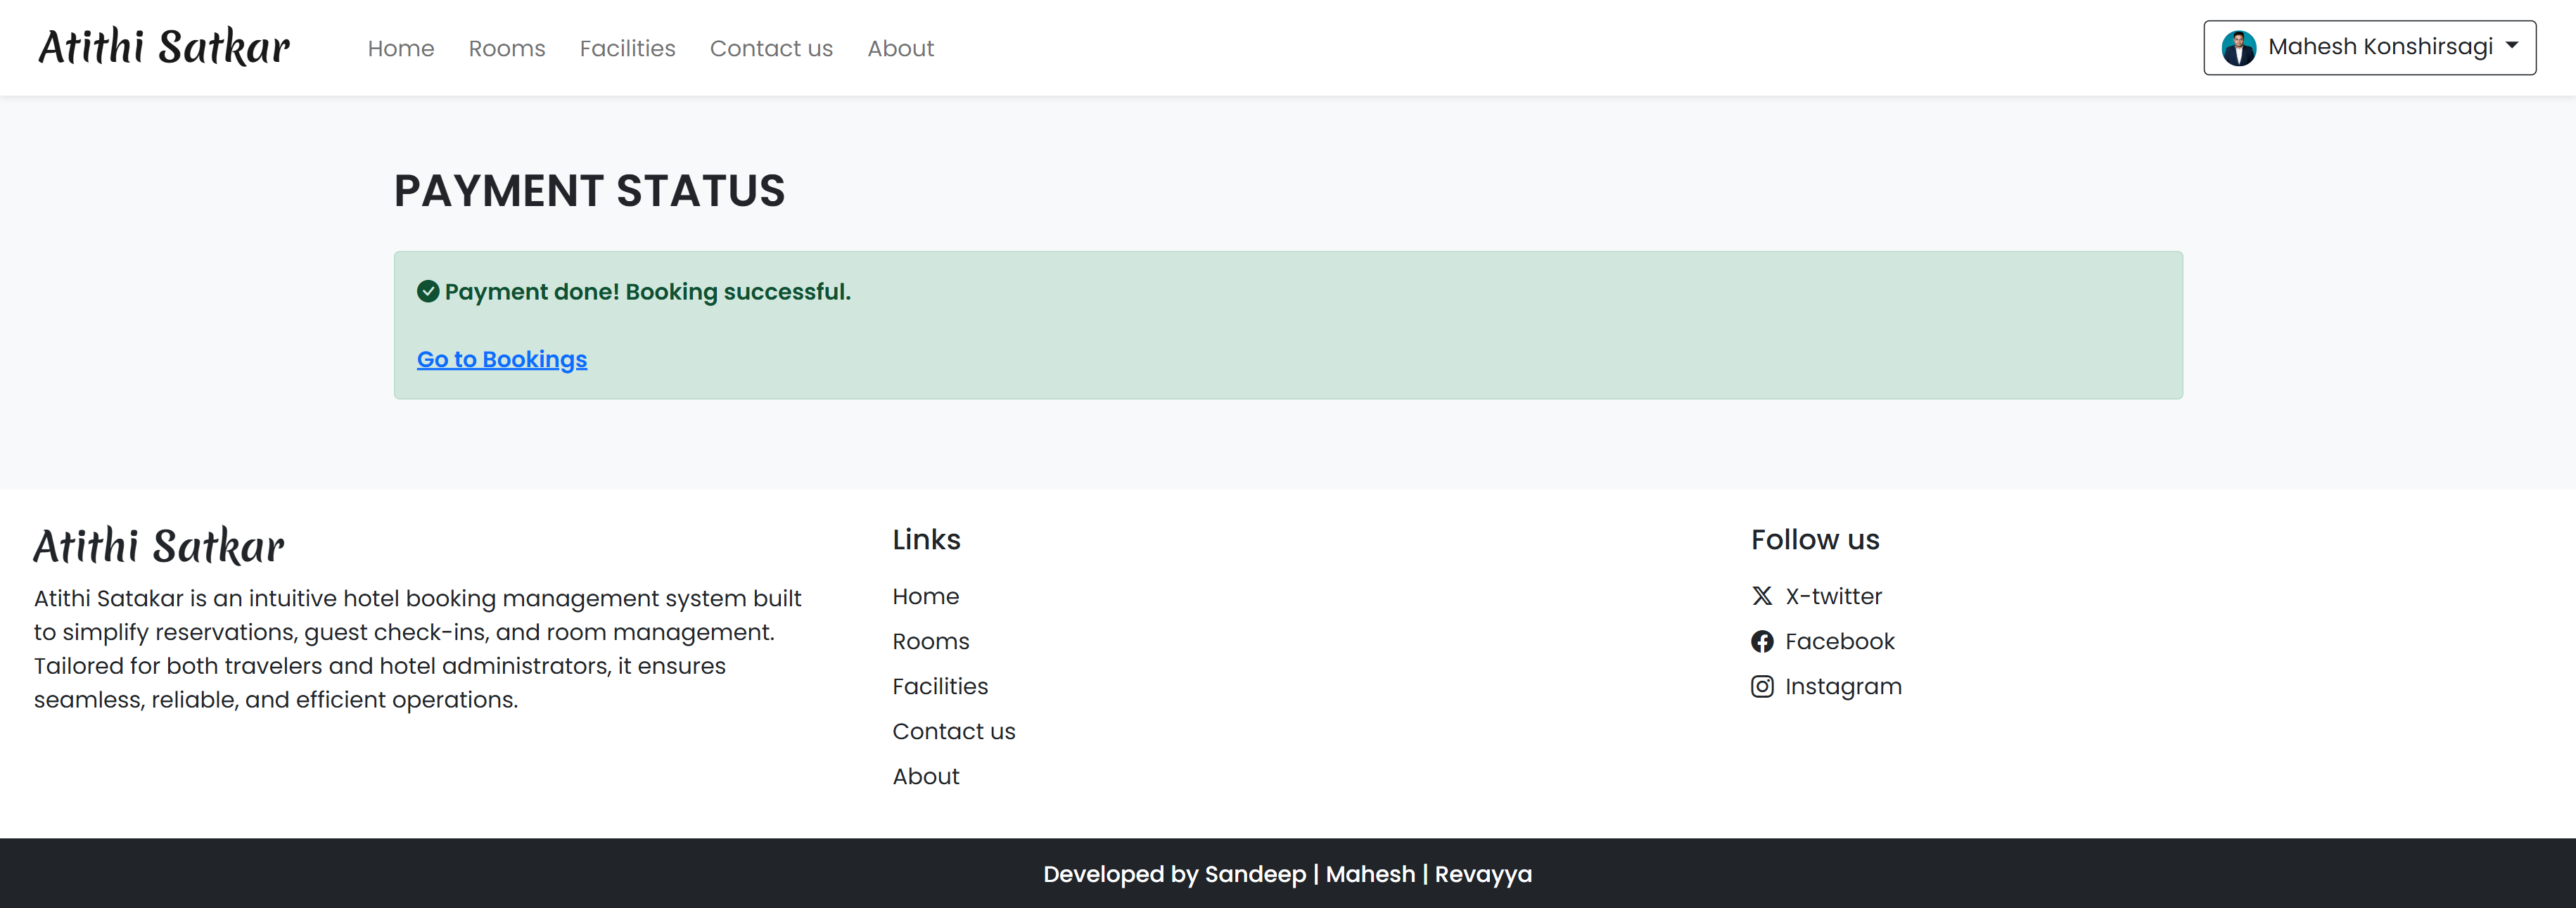 Atithi Satkar
Home Rooms Facilities Contact us About
Mahesh Konshirsagi
PAYMENT STATUS
Payment done! Booking successful.
Go to Bookings
Atithi Satkar
Atithi Satakar is an intuitive hotel booking management system built
to simplify reservations, guest check-ins, and room management.
Tailored for both travelers and hotel administrators, it ensures
seamless, reliable, and efficient operations.
Links
Home
Rooms
Facilities
Contact us
About
Follow us
X-twitter
Facebook
Instagram
Developed by Sandeep | Mahesh | Revayya